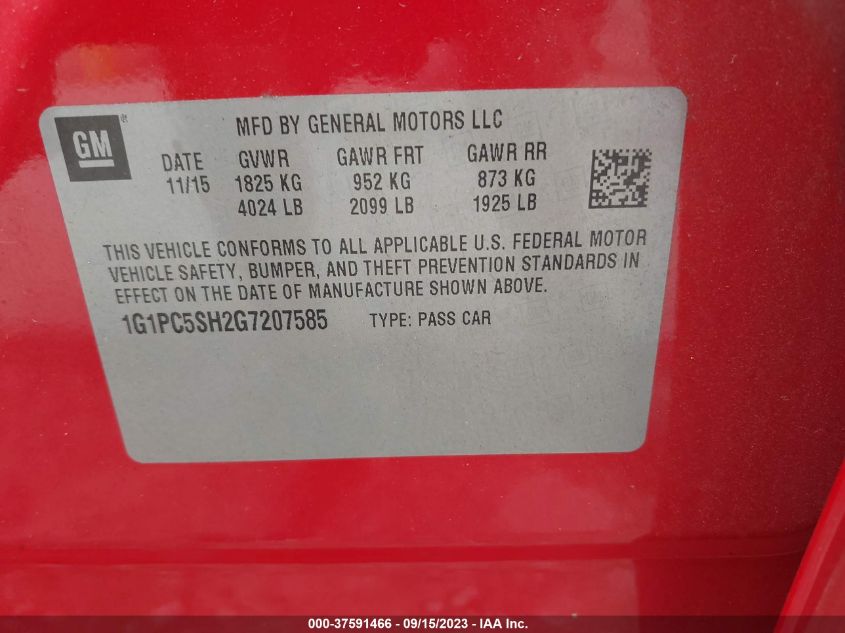 GM
MFD BY GENERAL MOTORS LLC
DATE GVWR GAWR FRT GAWR RR
11/15 1825 KG 952 KG 873 KG
4024 LB 2099 LB 1925 LB
THIS VEHICLE CONFORMS TO ALL APPLICABLE U.S. FEDERAL MOTOR
VEHICLE SAFETY, BUMPER, AND THEFT PREVENTION STANDARDS IN
EFFECT ON THE DATE OF MANUFACTURE SHOWN ABOVE.
1G1PC5SH2G7207585 TYPE: PASS CAR
000-37591466 - 09/15/2023 - IAA Inc.